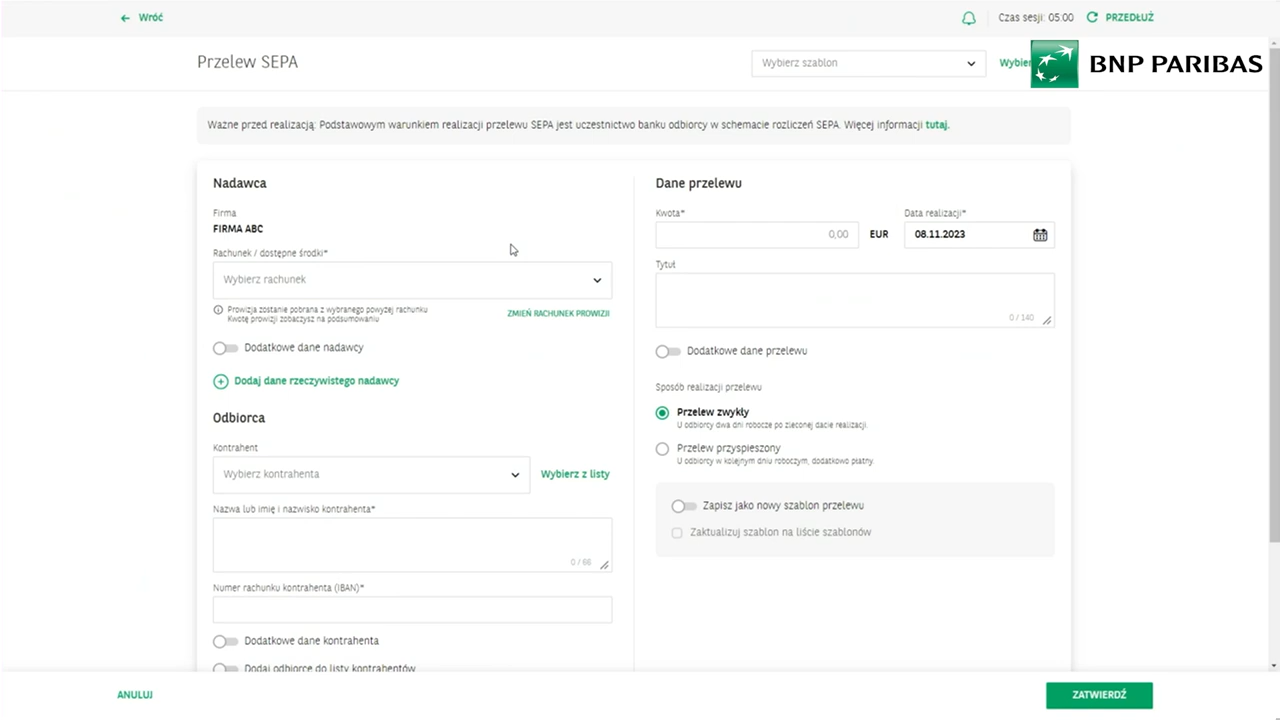 Wróć
Czas sesji: 05:00 PRZEDŁUŻ
Przelew SEPA
Wybierz szablon
BNP PARIBAS
Ważne przed realizacją: Podstawowym warunkiem realizacji przelewu SEPA jest uczestnictwo banku odbiorcy w schemacie rozliczeń SEPA. Więcej informacji tutaj.
Nadawca
Firma
FIRMA ABC
Rachunek / dostępne środki*
Wybierz rachunek
Prowizja zostanie pobrana z wybranego powyżej rachunku
Kwotę prowizji zobaczysz na podsumowaniu
ZMIEŃ RACHUNEK PROWIZJI
Dodatkowe dane nadawcy
Dodaj dane rzeczywistego nadawcy
Odbiorca
Kontrahent
Wybierz kontrahenta
Wybierz z listy
Nazwa lub imię i nazwisko kontrahenta*
0 / 66
Numer rachunku kontrahenta (IBAN)*
Dodatkowe dane kontrahenta
Dodaj odbiorcę do listy kontrahentów
Dane przelewu
Kwota*
0,00 EUR
Data realizacji*
08.11.2023
Tytuł
0 / 140
Dodatkowe dane przelewu
Sposób realizacji przelewu
Przelew zwykły
U odbiorcy dwa dni robocze po zleconej dacie realizacji.
Przelew przyspieszony
U odbiorcy w kolejnym dniu roboczym, dodatkowo płatny.
Zapisz jako nowy szablon przelewu
Zaktualizuj szablon na liście szablonów
ANULUJ
ZATWIERDŹ